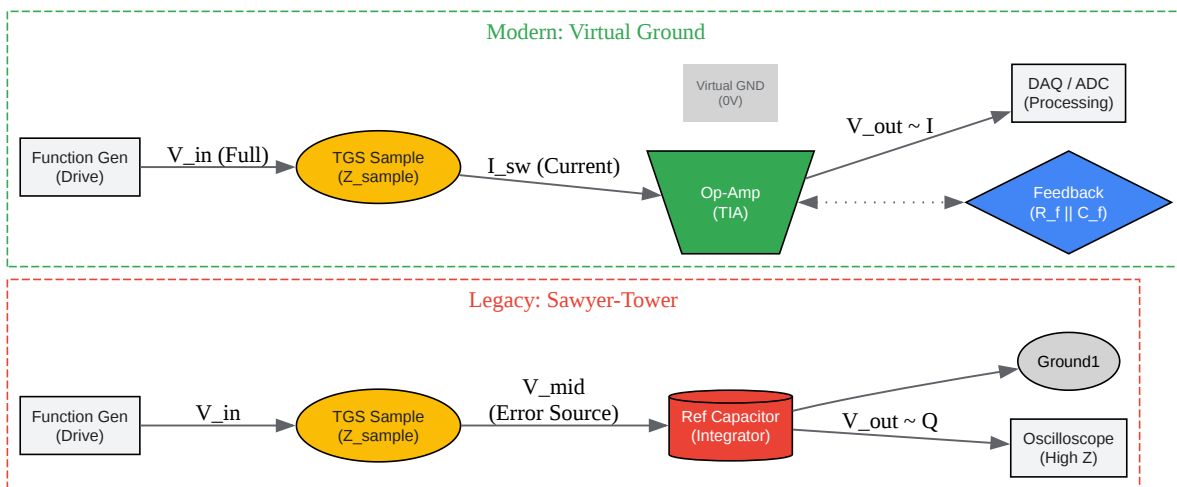 Modern: Virtual Ground
Virtual GND
(0V)
DAQ / ADC
(Processing)
V_out ~ I
Function Gen
(Drive)
V_in (Full)
TGS Sample
(Z_sample)
I_sw (Current)
Op-Amp
(TIA)
Feedback
(R_f || C_f)
Legacy: Sawyer-Tower
Ground1
Function Gen
(Drive)
V_in
TGS Sample
(Z_sample)
V_mid
(Error Source)
Ref Capacitor
(Integrator)
V_out ~ Q
Oscilloscope
(High Z)